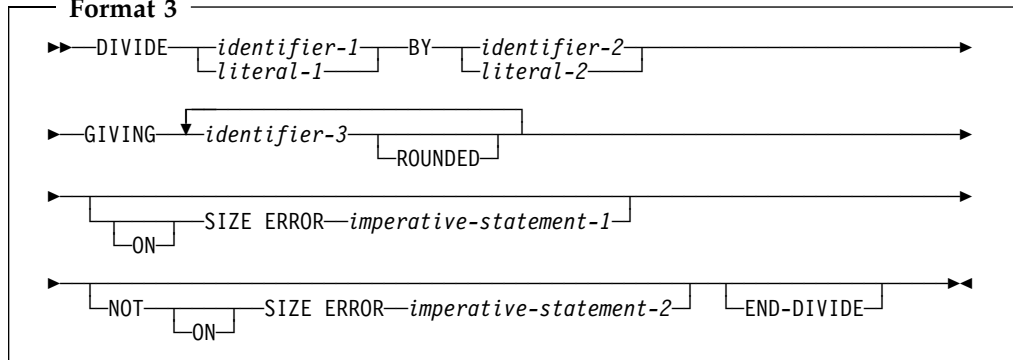 Format 3
DIVIDE identifier-1 BY identifier-2
literal-1 literal-2
GIVING identifier-3
ROUNDED
SIZE ERROR imperative-statement-1
ON
NOT SIZE ERROR imperative-statement-2 END-DIVIDE
ON